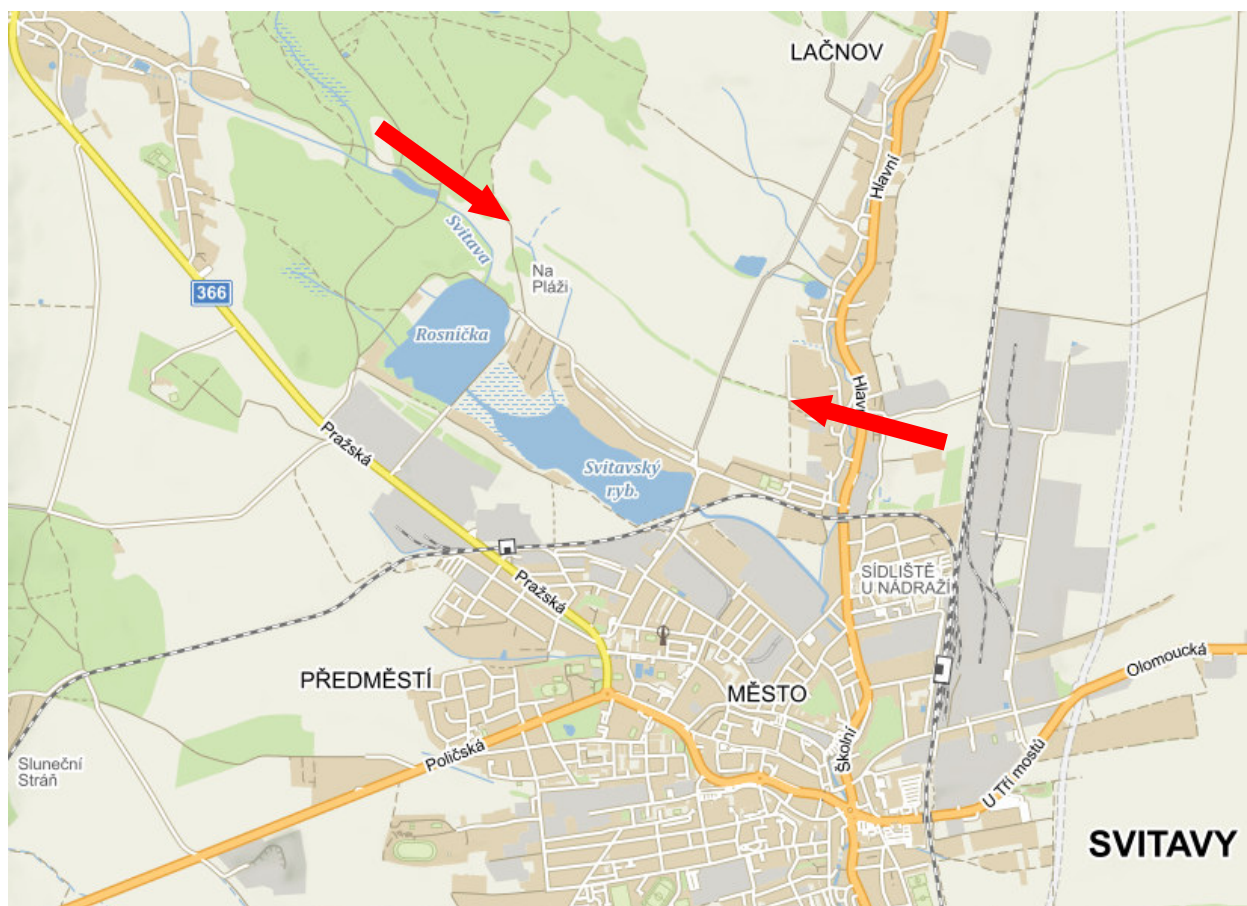 LAČNOV
Hlavní
Svitava
Na
Pláži
366
Rosnička
Hlavní
Pražská
Svitavský
ryb.
SÍDLIŠTĚ
U NÁDRAŽÍ
Pražská
Olomoucká
PŘEDMĚSTÍ
MĚSTO
Školní
Poličská
Sluneční
Stráň
U Tří mostů
SVITAVY